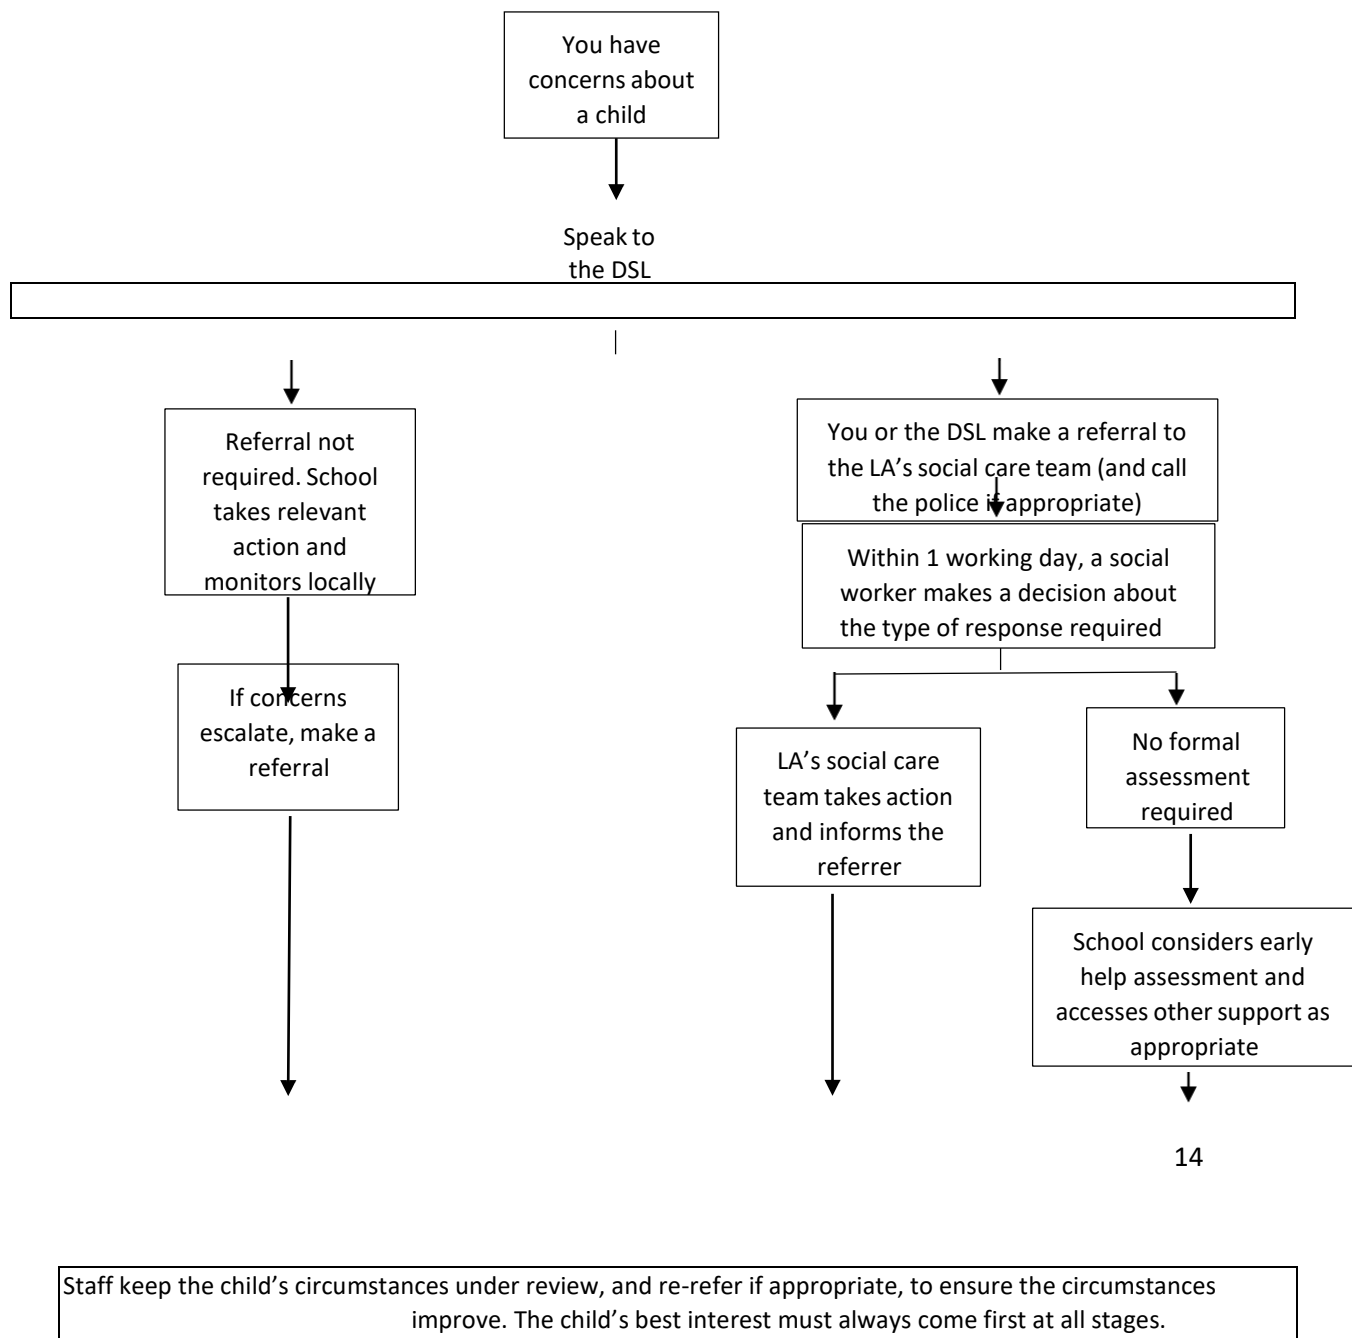 You have
concerns about
a child
Speak to
the DSL
Referral not
required. School
takes relevant
action and
monitors locally
If concerns
escalate, make a
referral
You or the DSL make a referral to
the LA’s social care team (and call
the police if appropriate)
Within 1 working day, a social
worker makes a decision about
the type of response required
LA’s social care
team takes action
and informs the
referrer
No formal
assessment
required
School considers early
help assessment and
accesses other support as
appropriate
14
Staff keep the child’s circumstances under review, and re-refer if appropriate, to ensure the circumstances
improve. The child’s best interest must always come first at all stages.